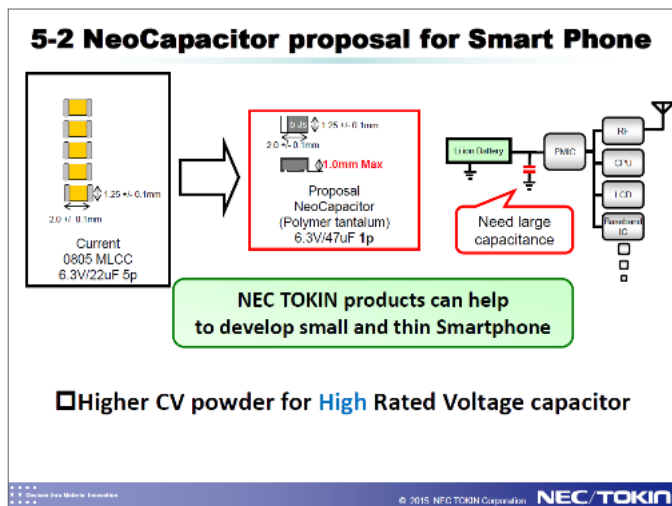 5-2 NeoCapacitor proposal for Smart Phone
1.25 +/- 0.1mm
2.0 +/- 0.1mm
Current
0805 MLCC
6.3V/22uF 5p
1.25 +/- 0.1mm
2.0 +/- 0.1mm
1.0mm Max
Proposal
NeoCapacitor
(Polymer tantalum)
6.3V/47uF 1p
Li ion Battery
PMIC
RF
CPU
LCD
Baseband
IC
Need large
capacitance
NEC TOKIN products can help
to develop small and thin Smartphone
Higher CV powder for High Rated Voltage capacitor
Devices thru Material Innovation
© 2015 NEC TOKIN Corporation
NEC/TOKIN